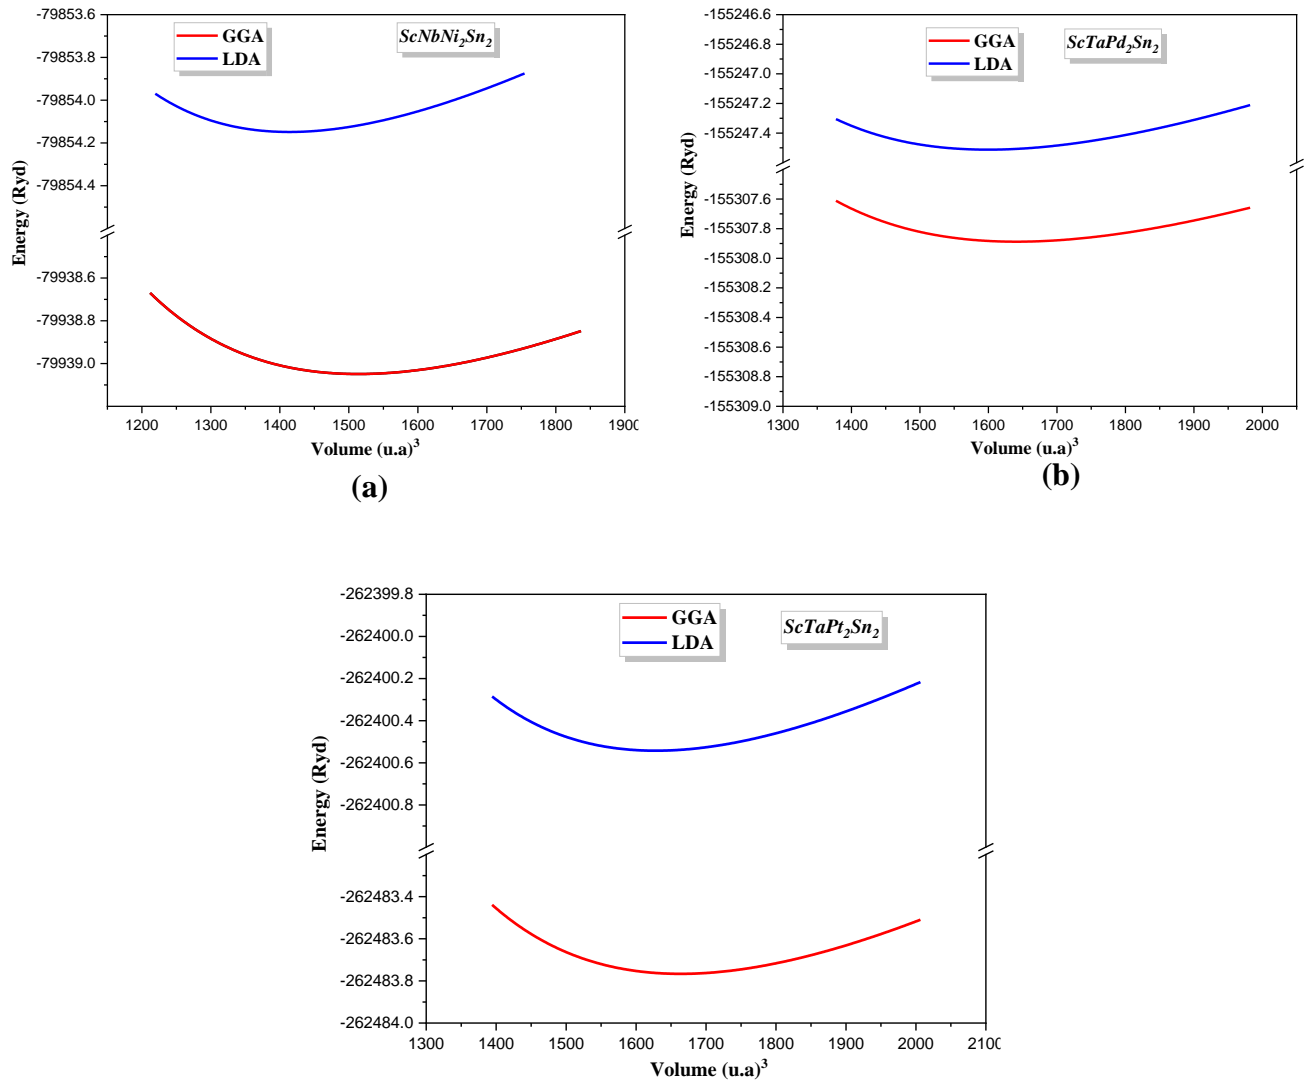 GGA
LDA
ScNbNi₂Sn₂
-79853.6
-79853.8
-79854.0
-79854.2
-79854.4
-79938.6
-79938.8
-79939.0
Energy (Ryd)
1200 1300 1400 1500 1600 1700 1800 1900
Volume (u.a)³
(a)
GGA
LDA
ScTaPd₂Sn₂
-155246.6
-155246.8
-155247.0
-155247.2
-155247.4
-155307.6
-155307.8
-155308.0
-155308.2
-155308.4
-155308.6
-155308.8
-155309.0
Energy (Ryd)
1300 1400 1500 1600 1700 1800 1900 2000
Volume (u.a)³
(b)
GGA
LDA
ScTaPt₂Sn₂
-262399.8
-262400.0
-262400.2
-262400.4
-262400.6
-262400.8
-262483.4
-262483.6
-262483.8
-262484.0
Energy (Ryd)
1300 1400 1500 1600 1700 1800 1900 2000 2100
Volume (u.a)³